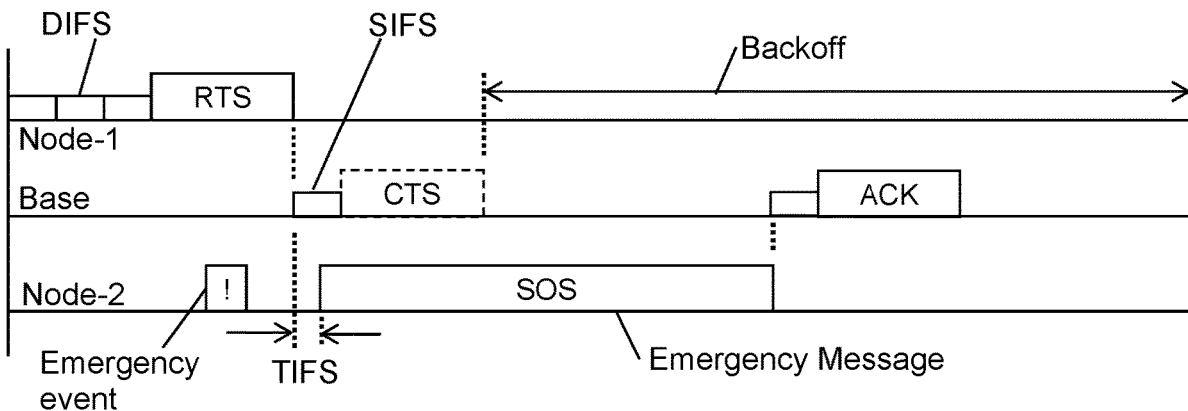 DIFS
SIFS
Backoff
RTS
Node-1
Base
CTS
ACK
Node-2
!
SOS
Emergency
event
TIFS
Emergency Message